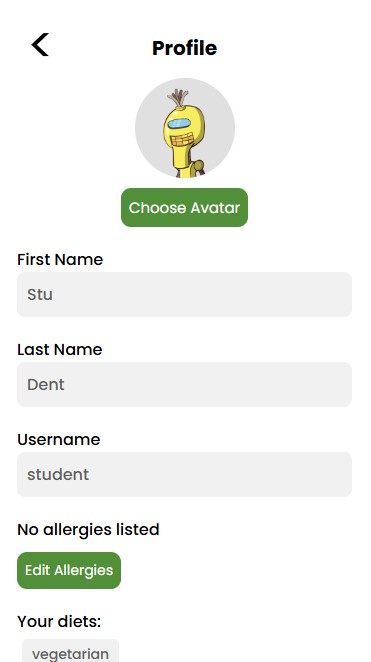 Profile
Choose Avatar
First Name
Stu
Last Name
Dent
Username
student
No allergies listed
Edit Allergies
Your diets:
vegetarian